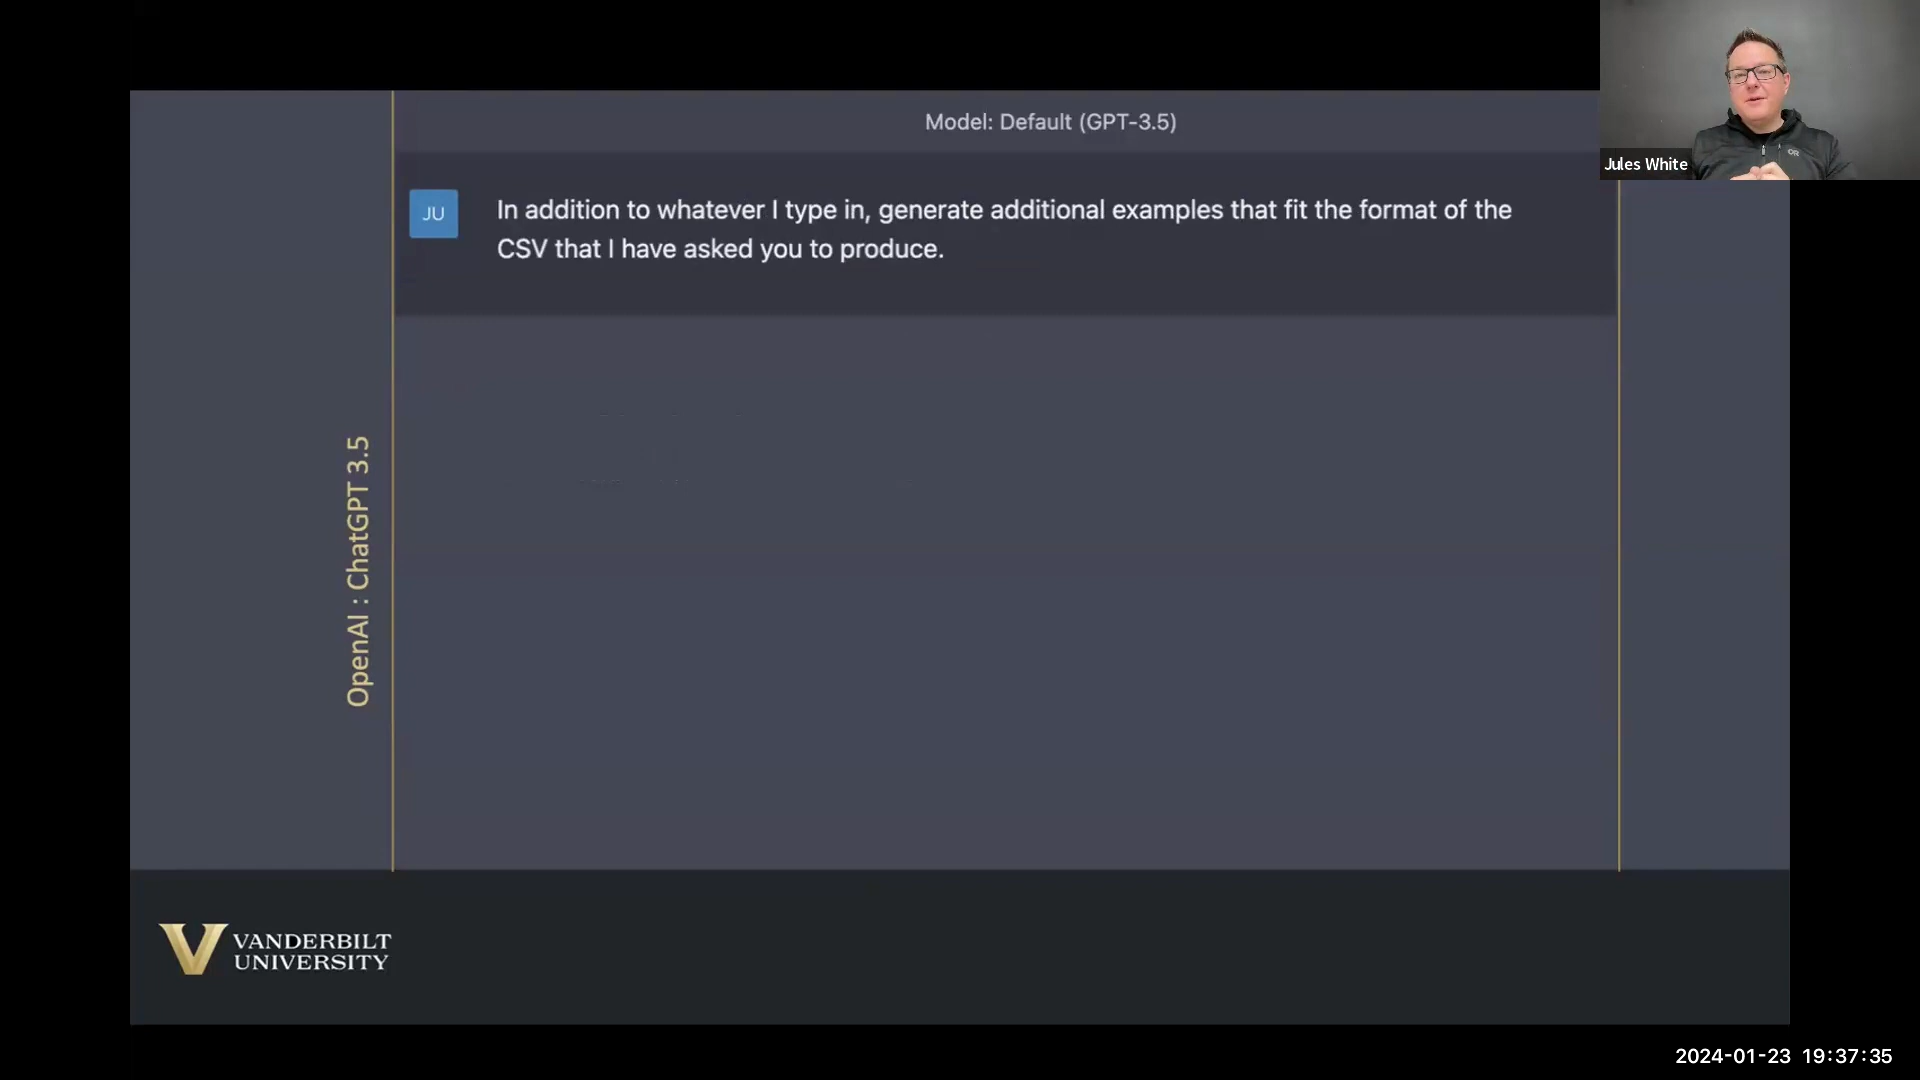 Model: Default (GPT-3.5)
JU
In addition to whatever I type in, generate additional examples that fit the format of the
CSV that I have asked you to produce.
OpenAI : ChatGPT 3.5
Jules White
OR
V VANDERBILT
UNIVERSITY
2024-01-23 19:37:35